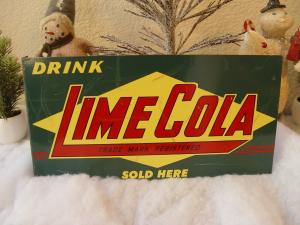 DRINK
LIME COLA
TRADE MARK REGISTERED
SOLD HERE